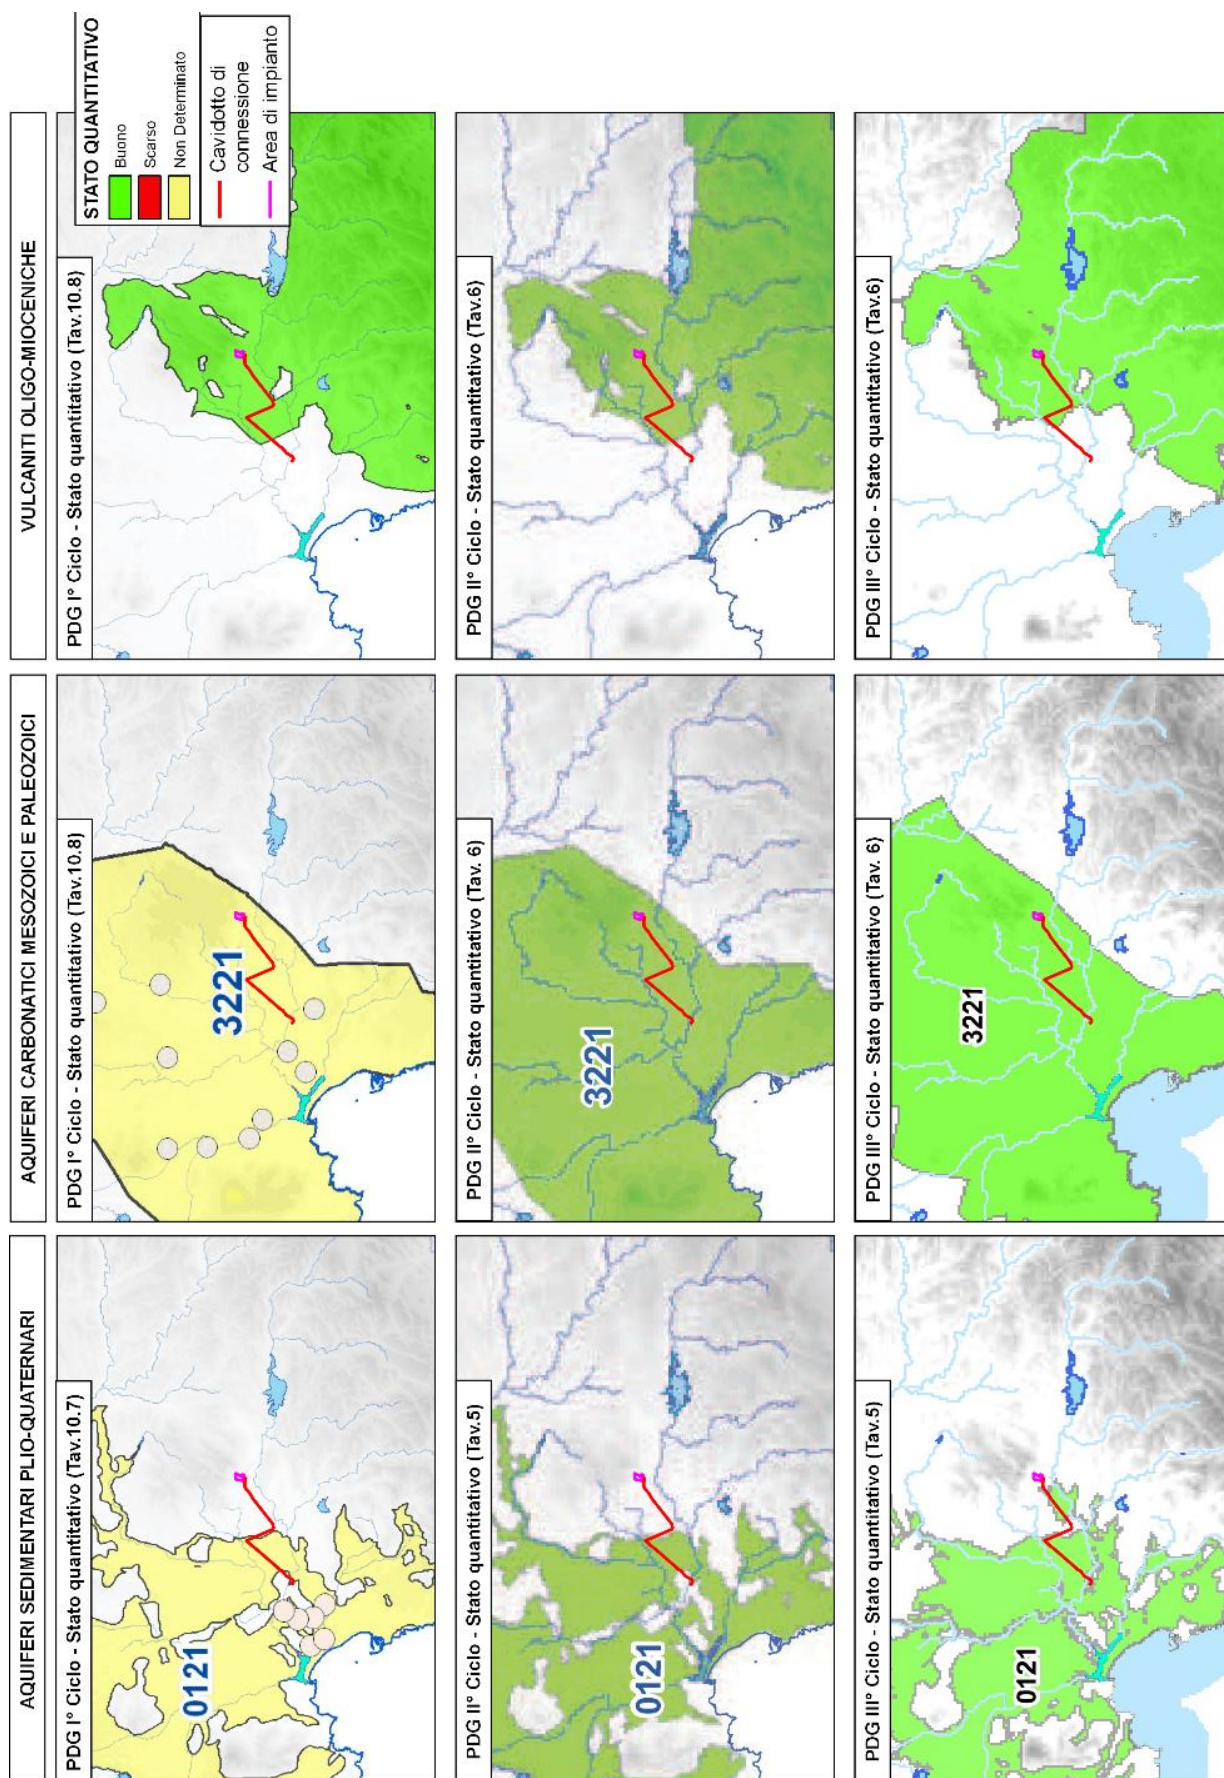 AQUIFERI SEDIMENTARI PLIO-QUATERNARI
PDG I° Ciclo - Stato quantitativo (Tav.10.7)
0121
PDG II° Ciclo - Stato quantitativo (Tav.5)
0121
PDG III° Ciclo - Stato quantitativo (Tav.5)
0121
AQUIFERI CARBONATICI MESOZOICI E PALEOZOICI
PDG I° Ciclo - Stato quantitativo (Tav.10.8)
3221
PDG II° Ciclo - Stato quantitativo (Tav. 6)
3221
PDG III° Ciclo - Stato quantitativo (Tav. 6)
3221
VULCANITI OLIGO-MIOCENICHE
PDG I° Ciclo - Stato quantitativo (Tav.10.8)
PDG II° Ciclo - Stato quantitativo (Tav.6)
PDG III° Ciclo - Stato quantitativo (Tav.6)
STATO QUANTITATIVO
Buono
Scarso
Non Determinato
Cavidotto di
connessione
Area di impianto